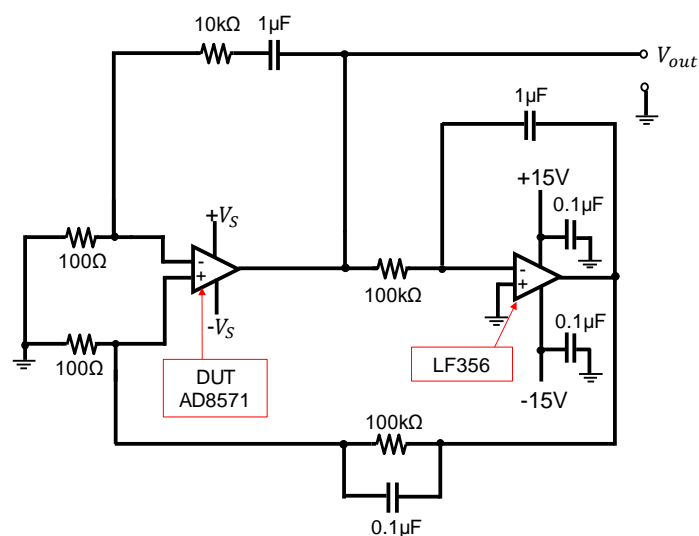 10kΩ
1μF
V_out
1μF
+15V
0.1μF
+V_S
100Ω
-
+
-
+
100kΩ
-V_S
100Ω
0.1μF
DUT
AD8571
LF356
-15V
100kΩ
0.1μF